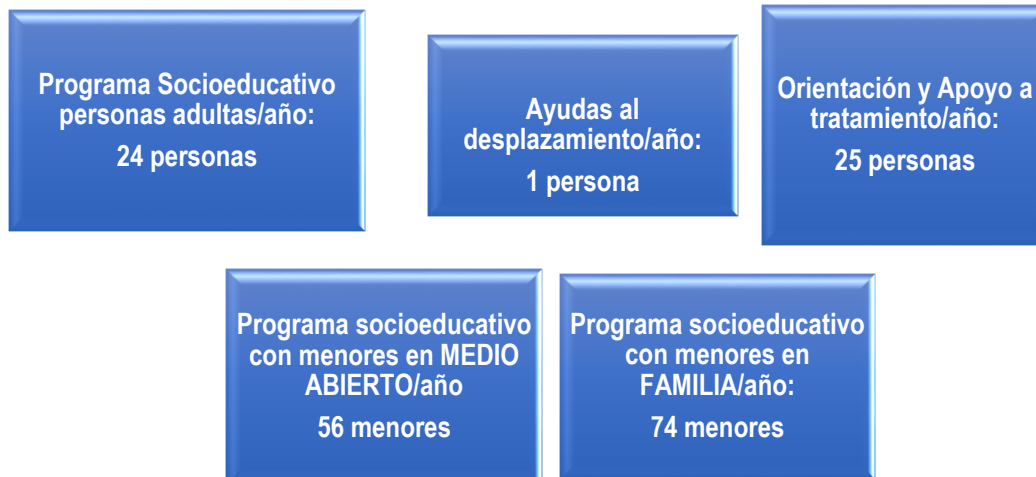 Programa Socioeducativo
personas adultas/año:
24 personas
Ayudas al
desplazamiento/año:
1 persona
Orientación y Apoyo a
tratamiento/año:
25 personas
Programa socioeducativo
con menores en MEDIO
ABIERTO/año
56 menores
Programa socioeducativo
con menores en
FAMILIA/año:
74 menores